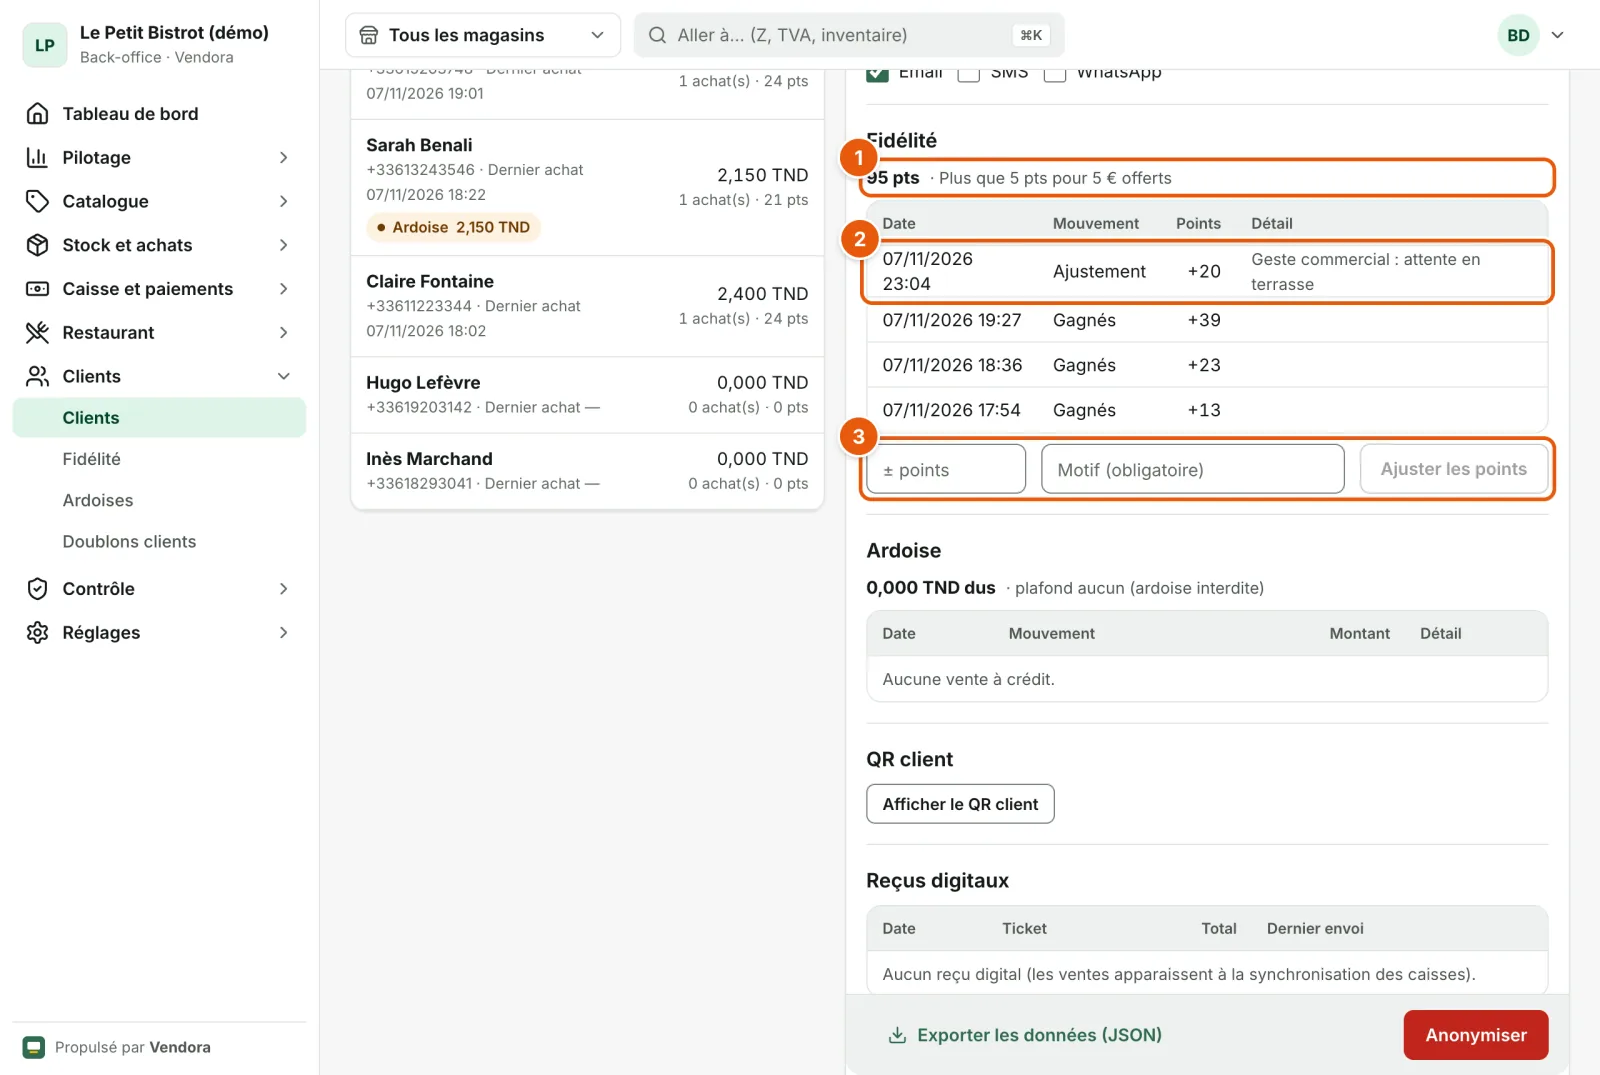 LP
Le Petit Bistrot (démo)
Back-office · Vendora
Tableau de bord
Pilotage
Catalogue
Stock et achats
Caisse et paiements
Restaurant
Clients
Clients
Fidélité
Ardoises
Doublons clients
Contrôle
Réglages
Propulsé par Vendora
Tous les magasins
Aller à... (Z, TVA, inventaire)
⌘K
BD
+33615263748 · Dernier achat
07/11/2026 19:01
1 achat(s) · 24 pts
Sarah Benali
+33613243546 · Dernier achat
07/11/2026 18:22
2,150 TND
1 achat(s) · 21 pts
Ardoise 2,150 TND
Claire Fontaine
+33611223344 · Dernier achat
07/11/2026 18:02
2,400 TND
1 achat(s) · 24 pts
Hugo Lefèvre
+33619203142 · Dernier achat —
0,000 TND
0 achat(s) · 0 pts
Inès Marchand
+33618293041 · Dernier achat —
0,000 TND
0 achat(s) · 0 pts
Email SMS WhatsApp
Fidélité
1
95 pts · Plus que 5 pts pour 5 € offerts
Date Mouvement Points Détail
2
07/11/2026 23:04 Ajustement +20 Geste commercial : attente en terrasse
07/11/2026 19:27 Gagnés +39
07/11/2026 18:36 Gagnés +23
07/11/2026 17:54 Gagnés +13
3
± points Motif (obligatoire) Ajuster les points
Ardoise
0,000 TND dus · plafond aucun (ardoise interdite)
Date Mouvement Montant Détail
Aucune vente à crédit.
QR client
Afficher le QR client
Reçus digitaux
Date Ticket Total Dernier envoi
Aucun reçu digital (les ventes apparaissent à la synchronisation des caisses).
Exporter les données (JSON)
Anonymiser